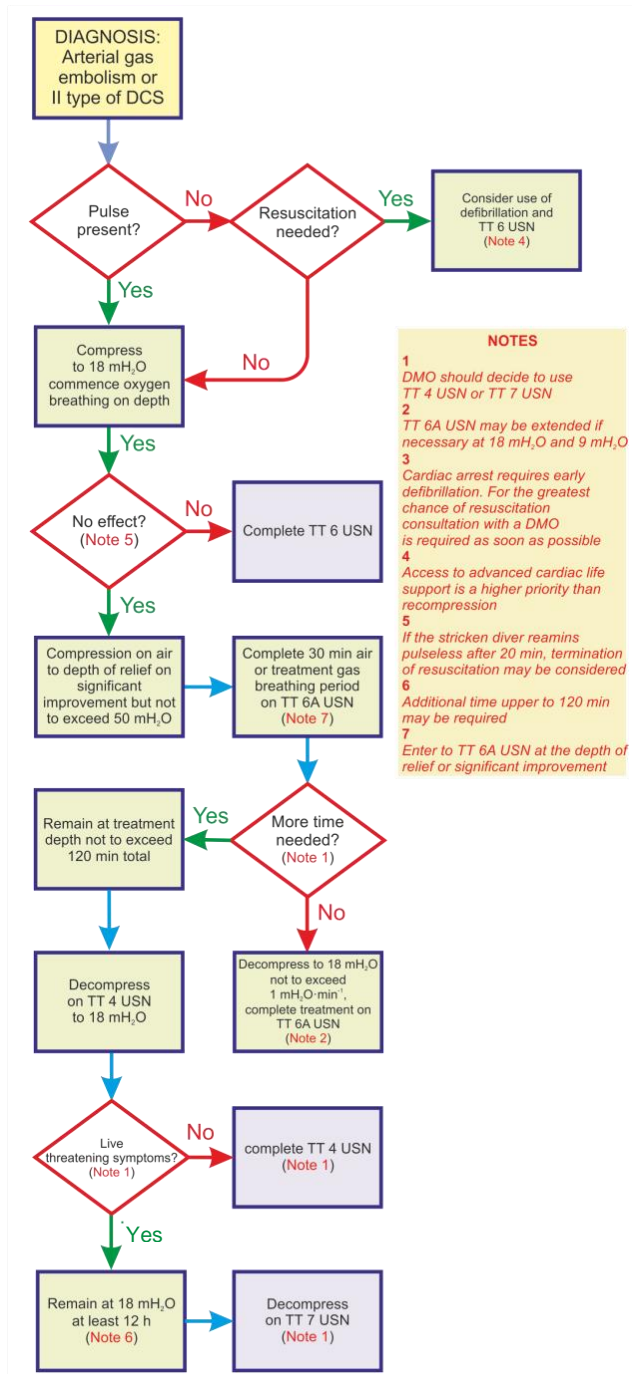 DIAGNOSIS:
Arterial gas
embolism or
II type of DCS
Pulse
present?
No
Resuscitation
needed?
Yes
Consider use of
defibrillation and
TT 6 USN
(Note 4)
Yes
No
Compress
to 18 mH₂O
commence oxygen
breathing on depth
Yes
No effect?
(Note 5)
No
Complete TT 6 USN
Yes
Compression on air
to depth of relief on
significant
improvement but not
to exceed 50 mH₂O
Complete 30 min air
or treatment gas
breathing period
on TT 6A USN
(Note 7)
NOTES
1
DMO should decide to use
TT 4 USN or TT 7 USN
2
TT 6A USN may be extended if
necessary at 18 mH₂O and 9 mH₂O
3
Cardiac arrest requires early
defibrillation. For the greatest
chance of resuscitation
consultation with a DMO
is required as soon as possible
4
Access to advanced cardiac life
support is a higher priority than
recompression
5
If the stricken diver reamins
pulseless after 20 min, termination
of resuscitation may be considered
6
Additional time upper to 120 min
may be required
7
Enter to TT 6A USN at the depth of
relief or significant improvement
More time
needed?
(Note 1)
Yes
Remain at treatment
depth not to exceed
120 min total
No
Decompress
on TT 4 USN
to 18 mH₂O
Decompress to 18 mH₂O
not to exceed
1 mH₂O·min⁻¹,
complete treatment on
TT 6A USN
(Note 2)
Live
threatening symptoms?
(Note 1)
No
complete TT 4 USN
(Note 1)
Yes
Remain at 18 mH₂O
at least 12 h
(Note 6)
Decompress
on TT 7 USN
(Note 1)